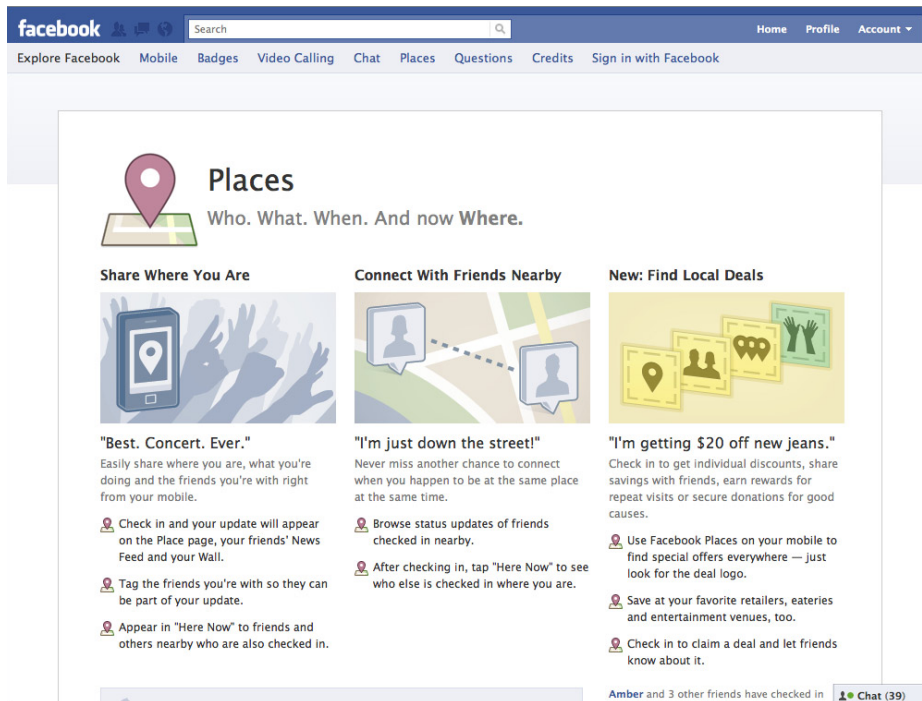 facebook
Search
Home Profile Account
Explore Facebook Mobile Badges Video Calling Chat Places Questions Credits Sign in with Facebook
Places
Who. What. When. And now Where.
Share Where You Are
"Best. Concert. Ever."
Easily share where you are, what you're
doing and the friends you're with right
from your mobile.
Check in and your update will appear
on the Place page, your friends' News
Feed and your Wall.
Tag the friends you're with so they can
be part of your update.
Appear in "Here Now" to friends and
others nearby who are also checked in.
Connect With Friends Nearby
"I'm just down the street!"
Never miss another chance to connect
when you happen to be at the same place
at the same time.
Browse status updates of friends
checked in nearby.
After checking in, tap "Here Now" to see
who else is checked in where you are.
New: Find Local Deals
"I'm getting $20 off new jeans."
Check in to get individual discounts, share
savings with friends, earn rewards for
repeat visits or secure donations for good
causes.
Use Facebook Places on your mobile to
find special offers everywhere — just
look for the deal logo.
Save at your favorite retailers, eateries
and entertainment venues, too.
Check in to claim a deal and let friends
know about it.
Amber and 3 other friends have checked in
Chat (39)